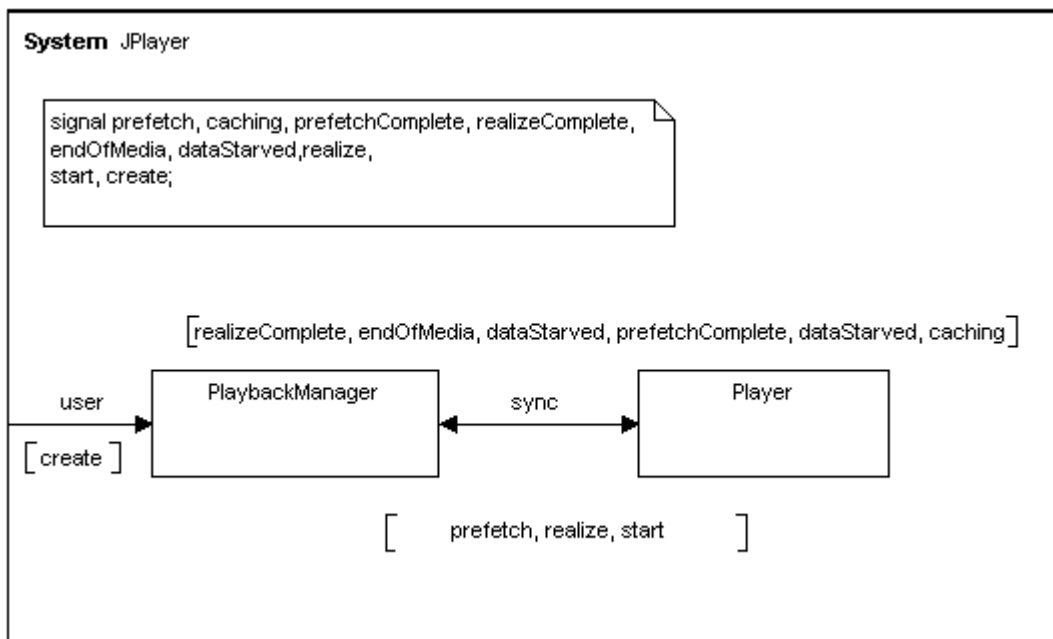 System JPlayer
signal prefetch, caching, prefetchComplete, realizeComplete,
endOfMedia, dataStarved,realize,
start, create;
[realizeComplete, endOfMedia, dataStarved, prefetchComplete, dataStarved, caching]
user
PlaybackManager
sync
Player
[create]
[prefetch, realize, start]